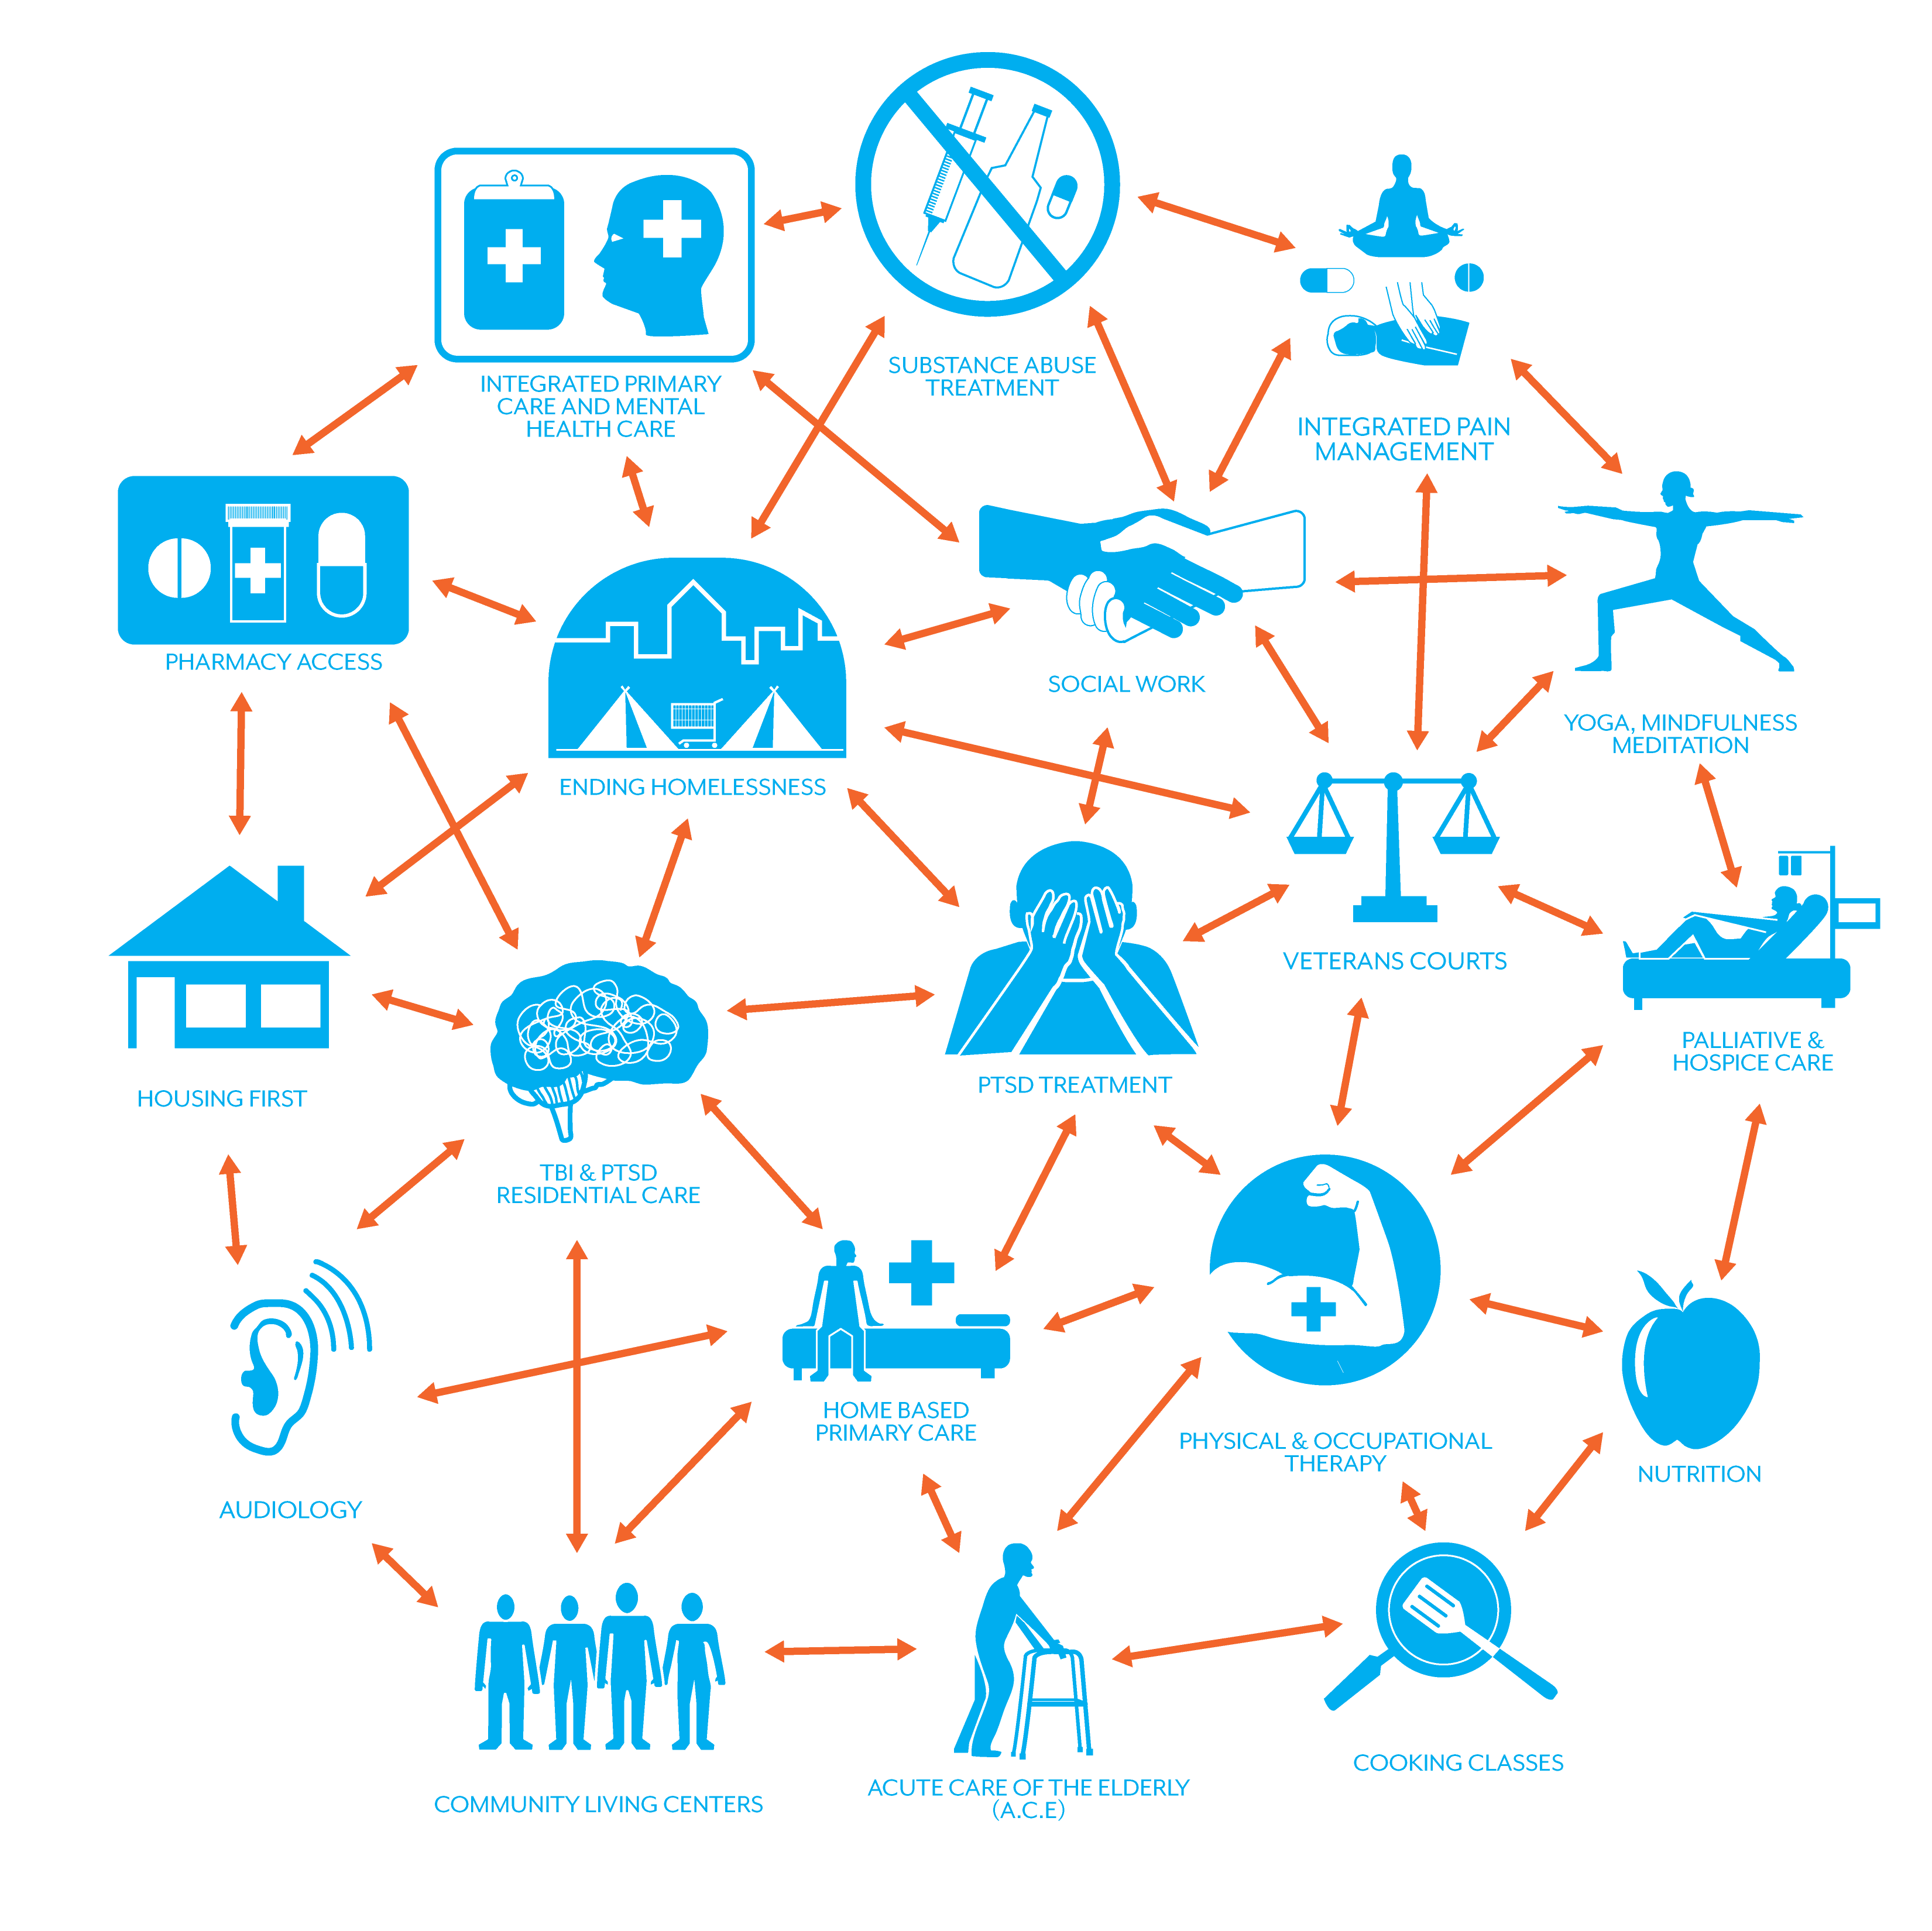 SUBSTANCE ABUSE
TREATMENT
INTEGRATED PRIMARY
CARE AND MENTAL
HEALTH CARE
INTEGRATED PAIN
MANAGEMENT
PHARMACY ACCESS
SOCIAL WORK
YOGA, MINDFULNESS
MEDITATION
ENDING HOMELESSNESS
VETERANS COURTS
PALLIATIVE &
HOSPICE CARE
HOUSING FIRST
PTSD TREATMENT
TBI & PTSD
RESIDENTIAL CARE
HOME BASED
PRIMARY CARE
PHYSICAL & OCCUPATIONAL
THERAPY
NUTRITION
AUDIOLOGY
COMMUNITY LIVING CENTERS
ACUTE CARE OF THE ELDERLY
(A.C.E)
COOKING CLASSES